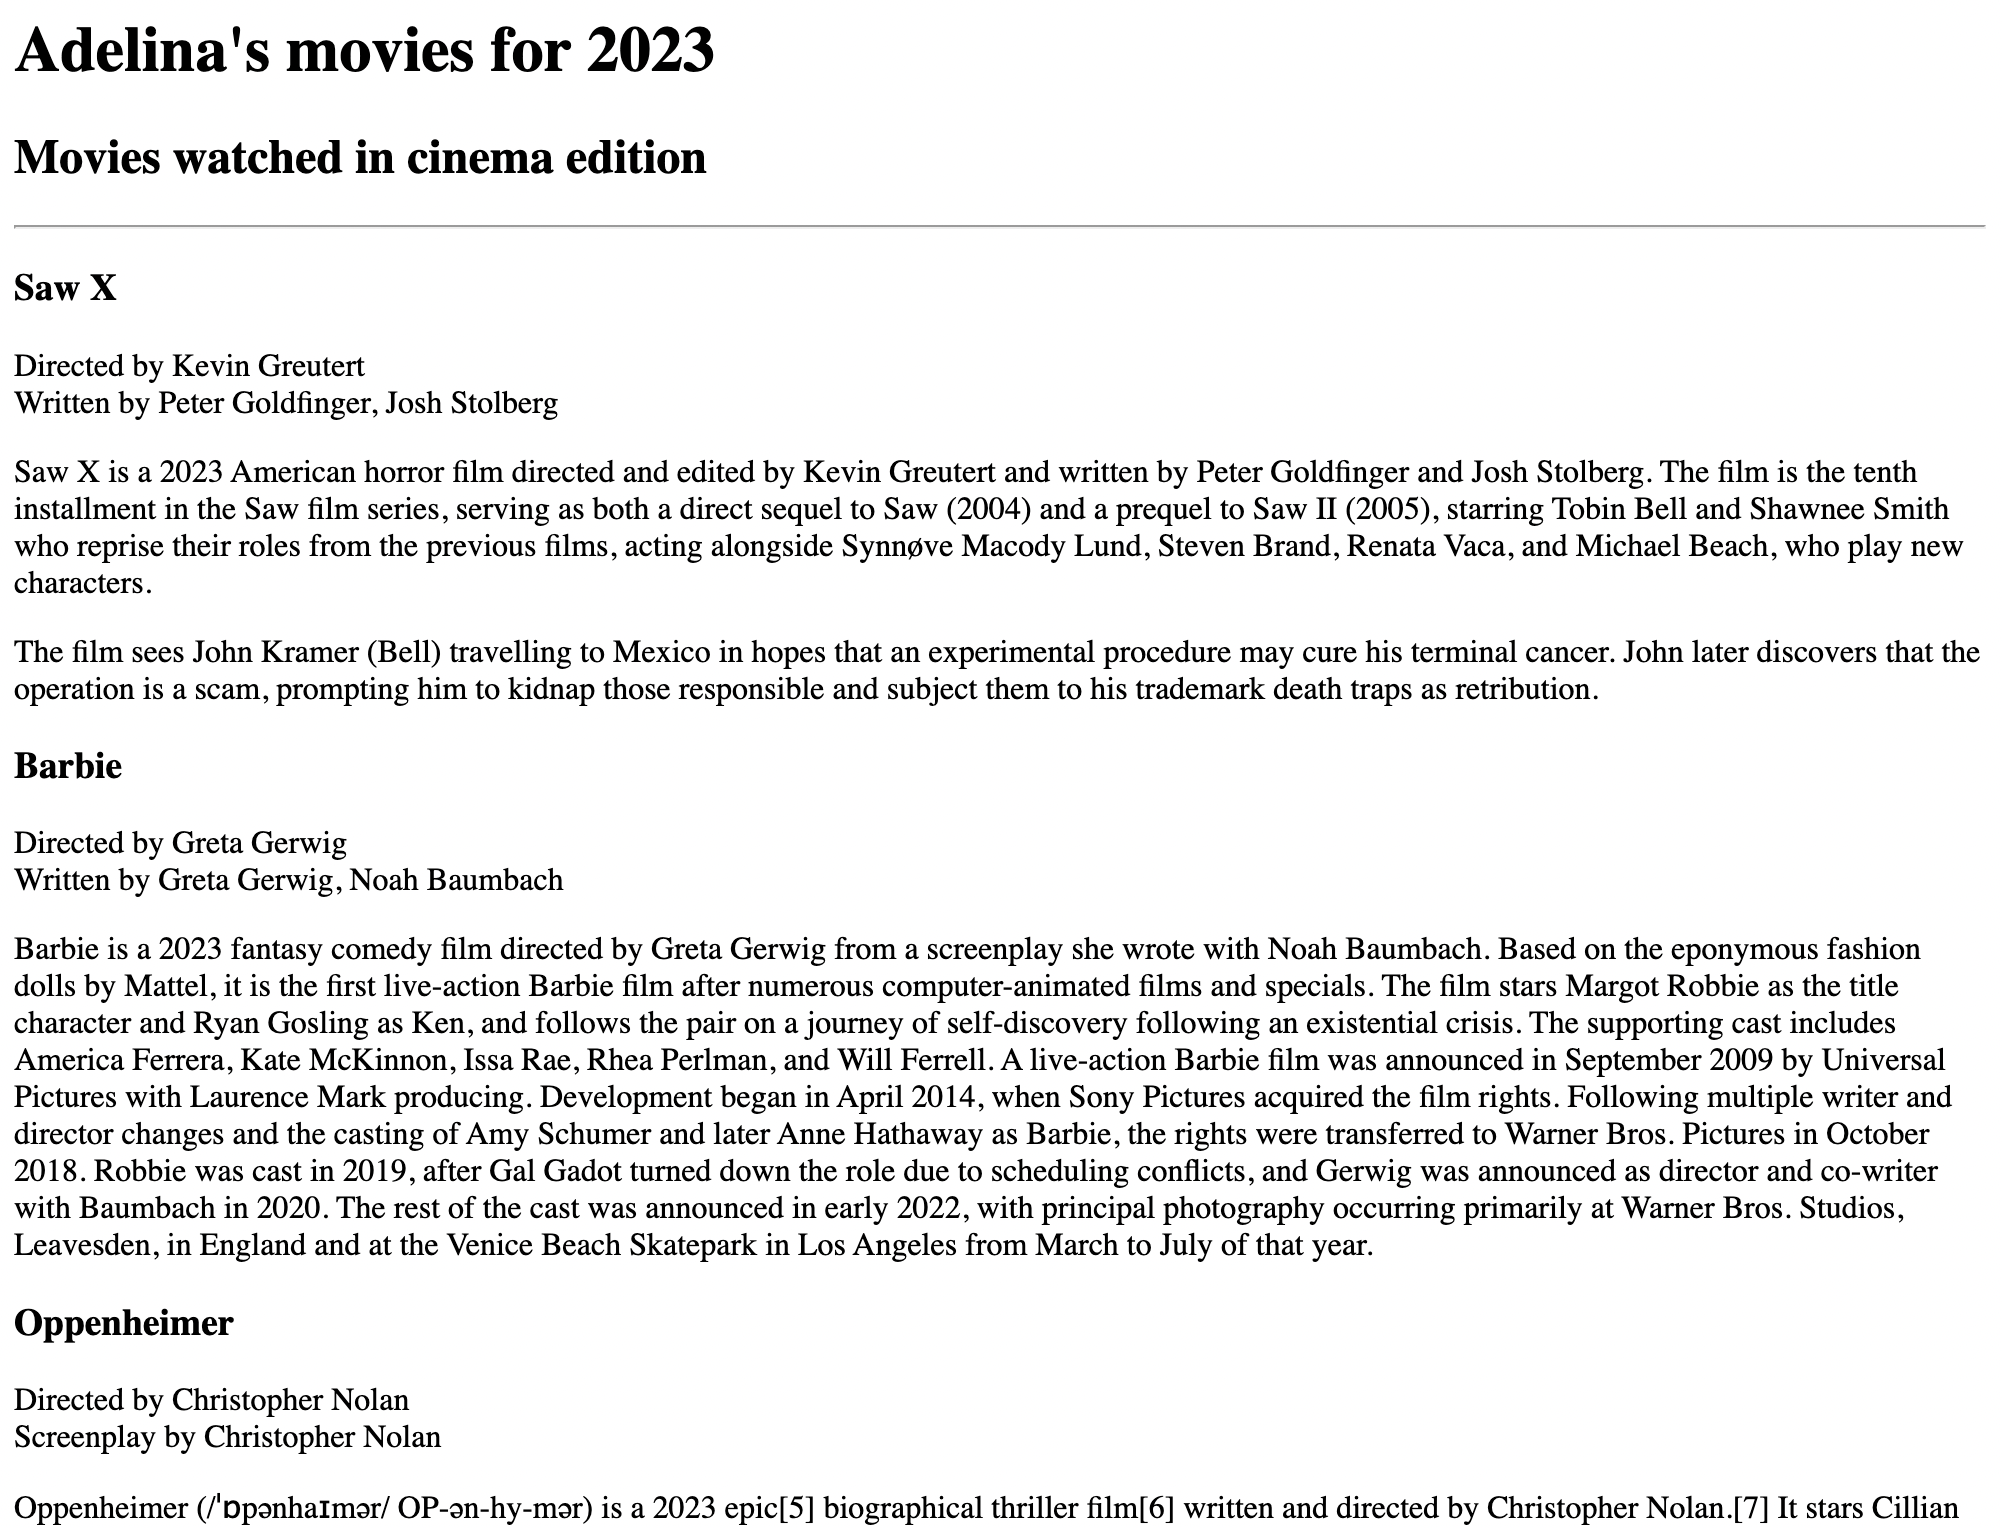 Adelina's movies for 2023
Movies watched in cinema edition
Saw X
Directed by Kevin Greutert
Written by Peter Goldfinger, Josh Stolberg
Saw X is a 2023 American horror film directed and edited by Kevin Greutert and written by Peter Goldfinger and Josh Stolberg. The film is the tenth
installment in the Saw film series, serving as both a direct sequel to Saw (2004) and a prequel to Saw II (2005), starring Tobin Bell and Shawnee Smith
who reprise their roles from the previous films, acting alongside Synnøve Macody Lund, Steven Brand, Renata Vaca, and Michael Beach, who play new
characters.
The film sees John Kramer (Bell) travelling to Mexico in hopes that an experimental procedure may cure his terminal cancer. John later discovers that the
operation is a scam, prompting him to kidnap those responsible and subject them to his trademark death traps as retribution.
Barbie
Directed by Greta Gerwig
Written by Greta Gerwig, Noah Baumbach
Barbie is a 2023 fantasy comedy film directed by Greta Gerwig from a screenplay she wrote with Noah Baumbach. Based on the eponymous fashion
dolls by Mattel, it is the first live-action Barbie film after numerous computer-animated films and specials. The film stars Margot Robbie as the title
character and Ryan Gosling as Ken, and follows the pair on a journey of self-discovery following an existential crisis. The supporting cast includes
America Ferrera, Kate McKinnon, Issa Rae, Rhea Perlman, and Will Ferrell. A live-action Barbie film was announced in September 2009 by Universal
Pictures with Laurence Mark producing. Development began in April 2014, when Sony Pictures acquired the film rights. Following multiple writer and
director changes and the casting of Amy Schumer and later Anne Hathaway as Barbie, the rights were transferred to Warner Bros. Pictures in October
2018. Robbie was cast in 2019, after Gal Gadot turned down the role due to scheduling conflicts, and Gerwig was announced as director and co-writer
with Baumbach in 2020. The rest of the cast was announced in early 2022, with principal photography occurring primarily at Warner Bros. Studios,
Leavesden, in England and at the Venice Beach Skatepark in Los Angeles from March to July of that year.
Oppenheimer
Directed by Christopher Nolan
Screenplay by Christopher Nolan
Oppenheimer (/ˈɒpənhaɪmər/ OP-ən-hy-mər) is a 2023 epic[5] biographical thriller film[6] written and directed by Christopher Nolan.[7] It stars Cillian